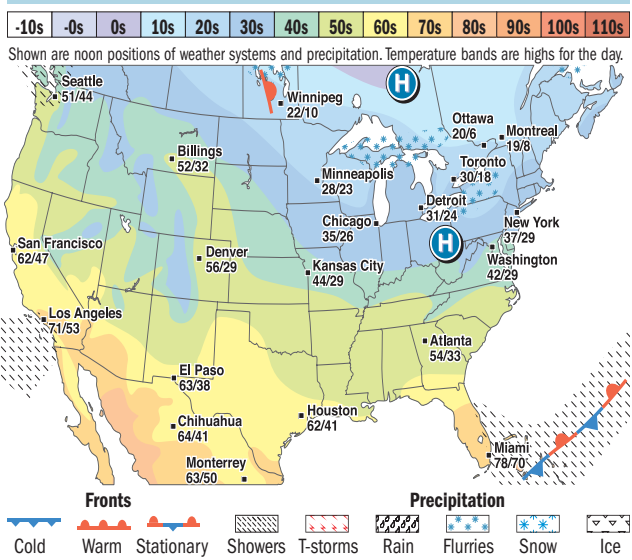 -10s -0s 0s 10s 20s 30s 40s 50s 60s 70s 80s 90s 100s 110s
Shown are noon positions of weather systems and precipitation. Temperature bands are highs for the day.
Seattle
51/44
H
Winnipeg
22/10
Ottawa
20/6
Montreal
19/8
Billings
52/32
Minneapolis
28/23
Toronto
30/18
Detroit
31/24
Chicago
35/26
New York
37/29
H
San Francisco
62/47
Denver
56/29
Kansas City
44/29
Washington
42/29
Los Angeles
71/53
Atlanta
54/33
El Paso
63/38
Houston
62/41
Chihuahua
64/41
Monterrey
63/50
Miami
78/70
Fronts
Precipitation
Cold Warm Stationary Showers T-storms Rain Flurries Snow Ice